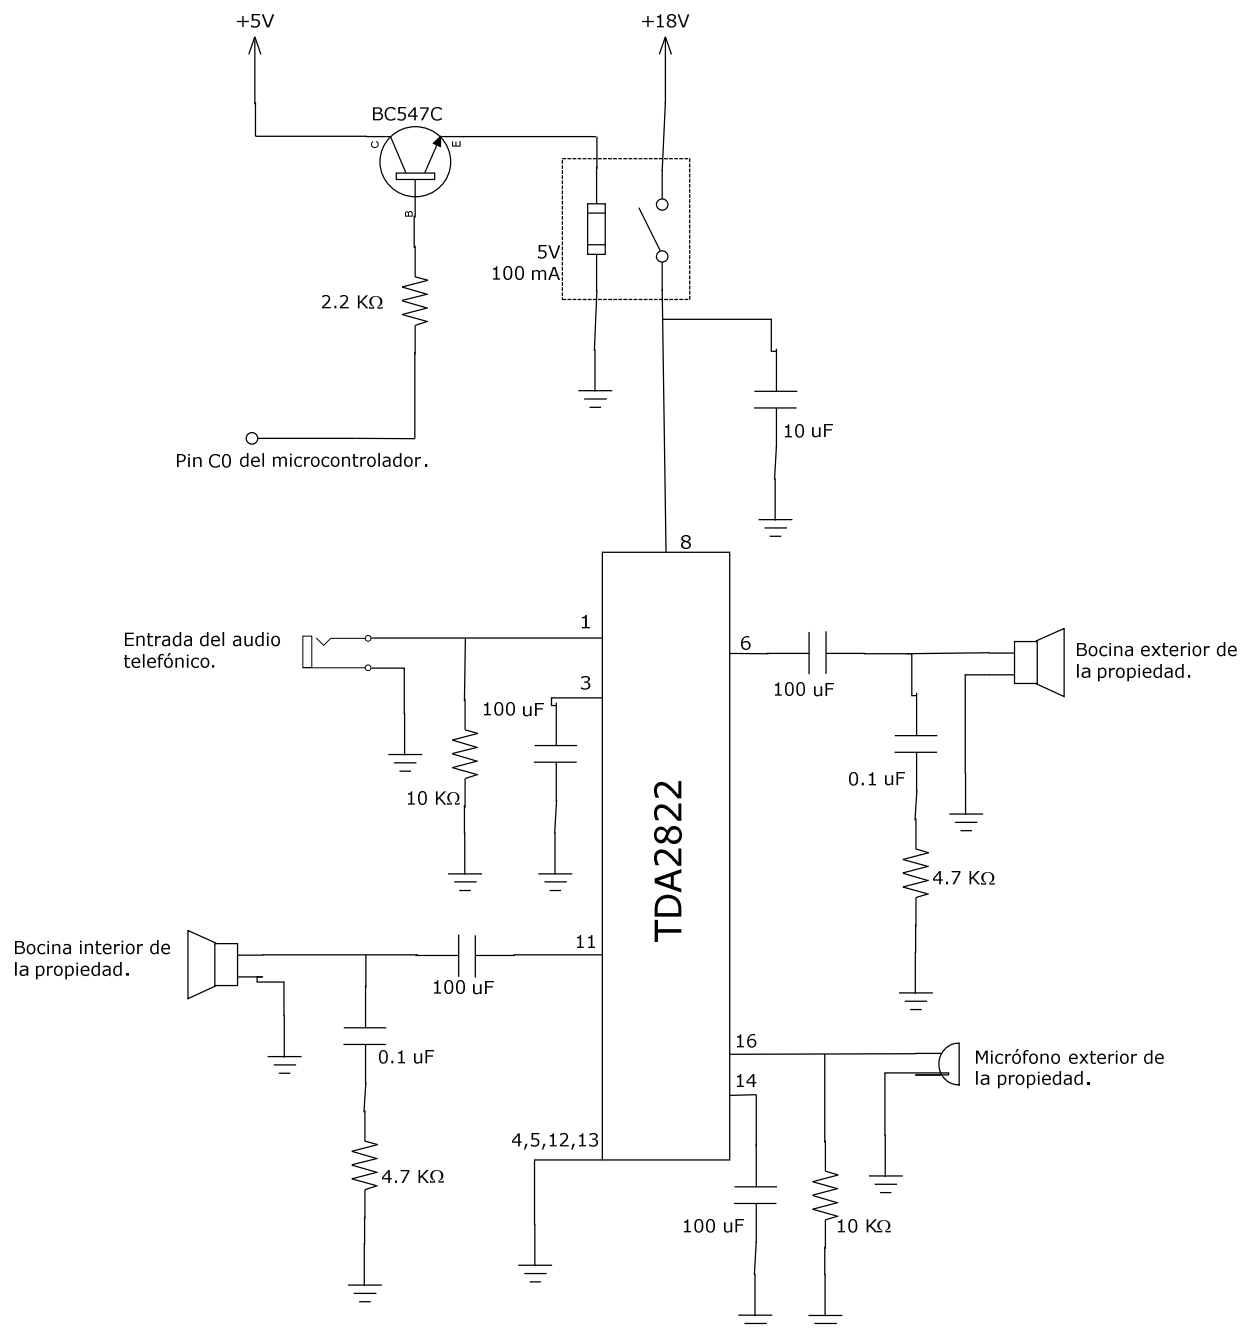 +5V
+18V
BC547C
C
E
B
5V
100 mA
2.2 KΩ
10 uF
Pin C0 del microcontrolador.
8
1
Entrada del audio
telefónico.
6
Bocina exterior de
la propiedad.
3
100 uF
100 uF
0.1 uF
10 KΩ
TDA2822
4.7 KΩ
Bocina interior de
la propiedad.
11
100 uF
0.1 uF
16
Micrófono exterior de
la propiedad.
14
4,5,12,13
4.7 KΩ
100 uF
10 KΩ